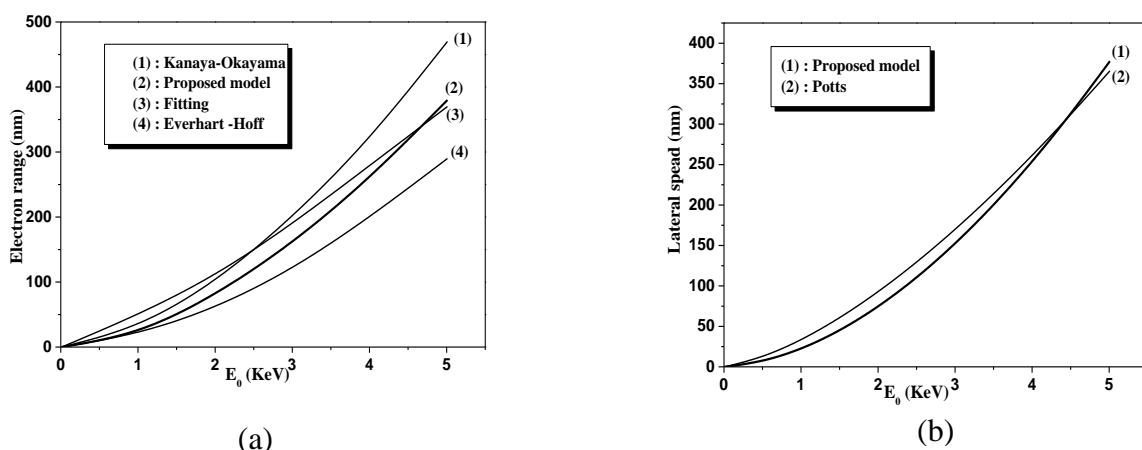 500
400
300
200
100
0
Electron range (nm)
(1) : Kanaya-Okayama
(2) : Proposed model
(3) : Fitting
(4) : Everhart -Hoff
(1)
(2)
(3)
(4)
0 1 2 3 4 5
E0 (KeV)
(a)
400
350
300
250
200
150
100
50
0
Lateral spead (nm)
(1) : Proposed model
(2) : Potts
(1)
(2)
0 1 2 3 4 5
E0 (KeV)
(b)